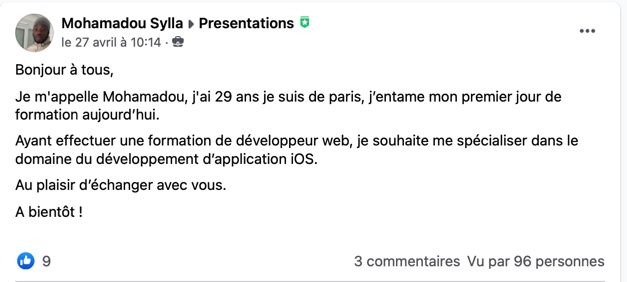 Mohamadou Sylla Presentations
le 27 avril à 10:14 ·
Bonjour à tous,
Je m'appelle Mohamadou, j'ai 29 ans je suis de paris, j’entame mon premier jour de
formation aujourd’hui.
Ayant effectuer une formation de développeur web, je souhaite me spécialiser dans le
domaine du développement d’application iOS.
Au plaisir d’échanger avec vous.
A bientôt !
9 3 commentaires Vu par 96 personnes